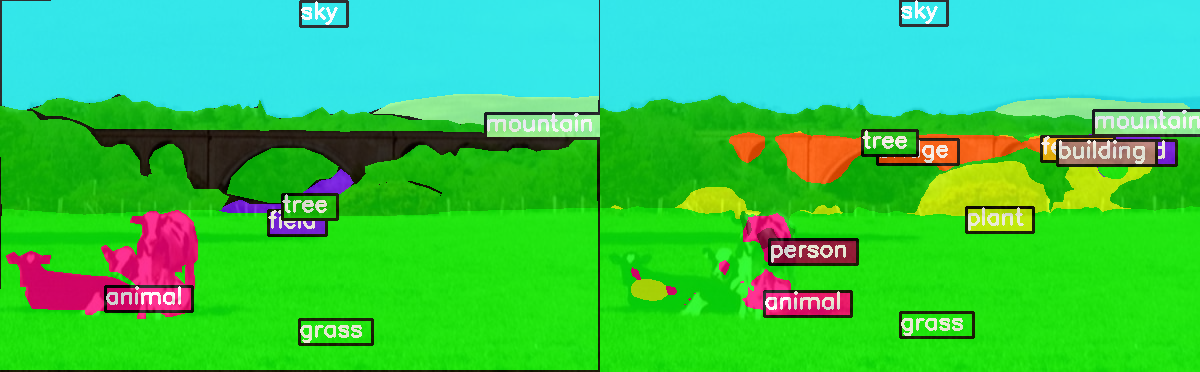 sky
mountain
tree
field
animal
grass
sky
mountain
tree
building
plant
person
animal
grass